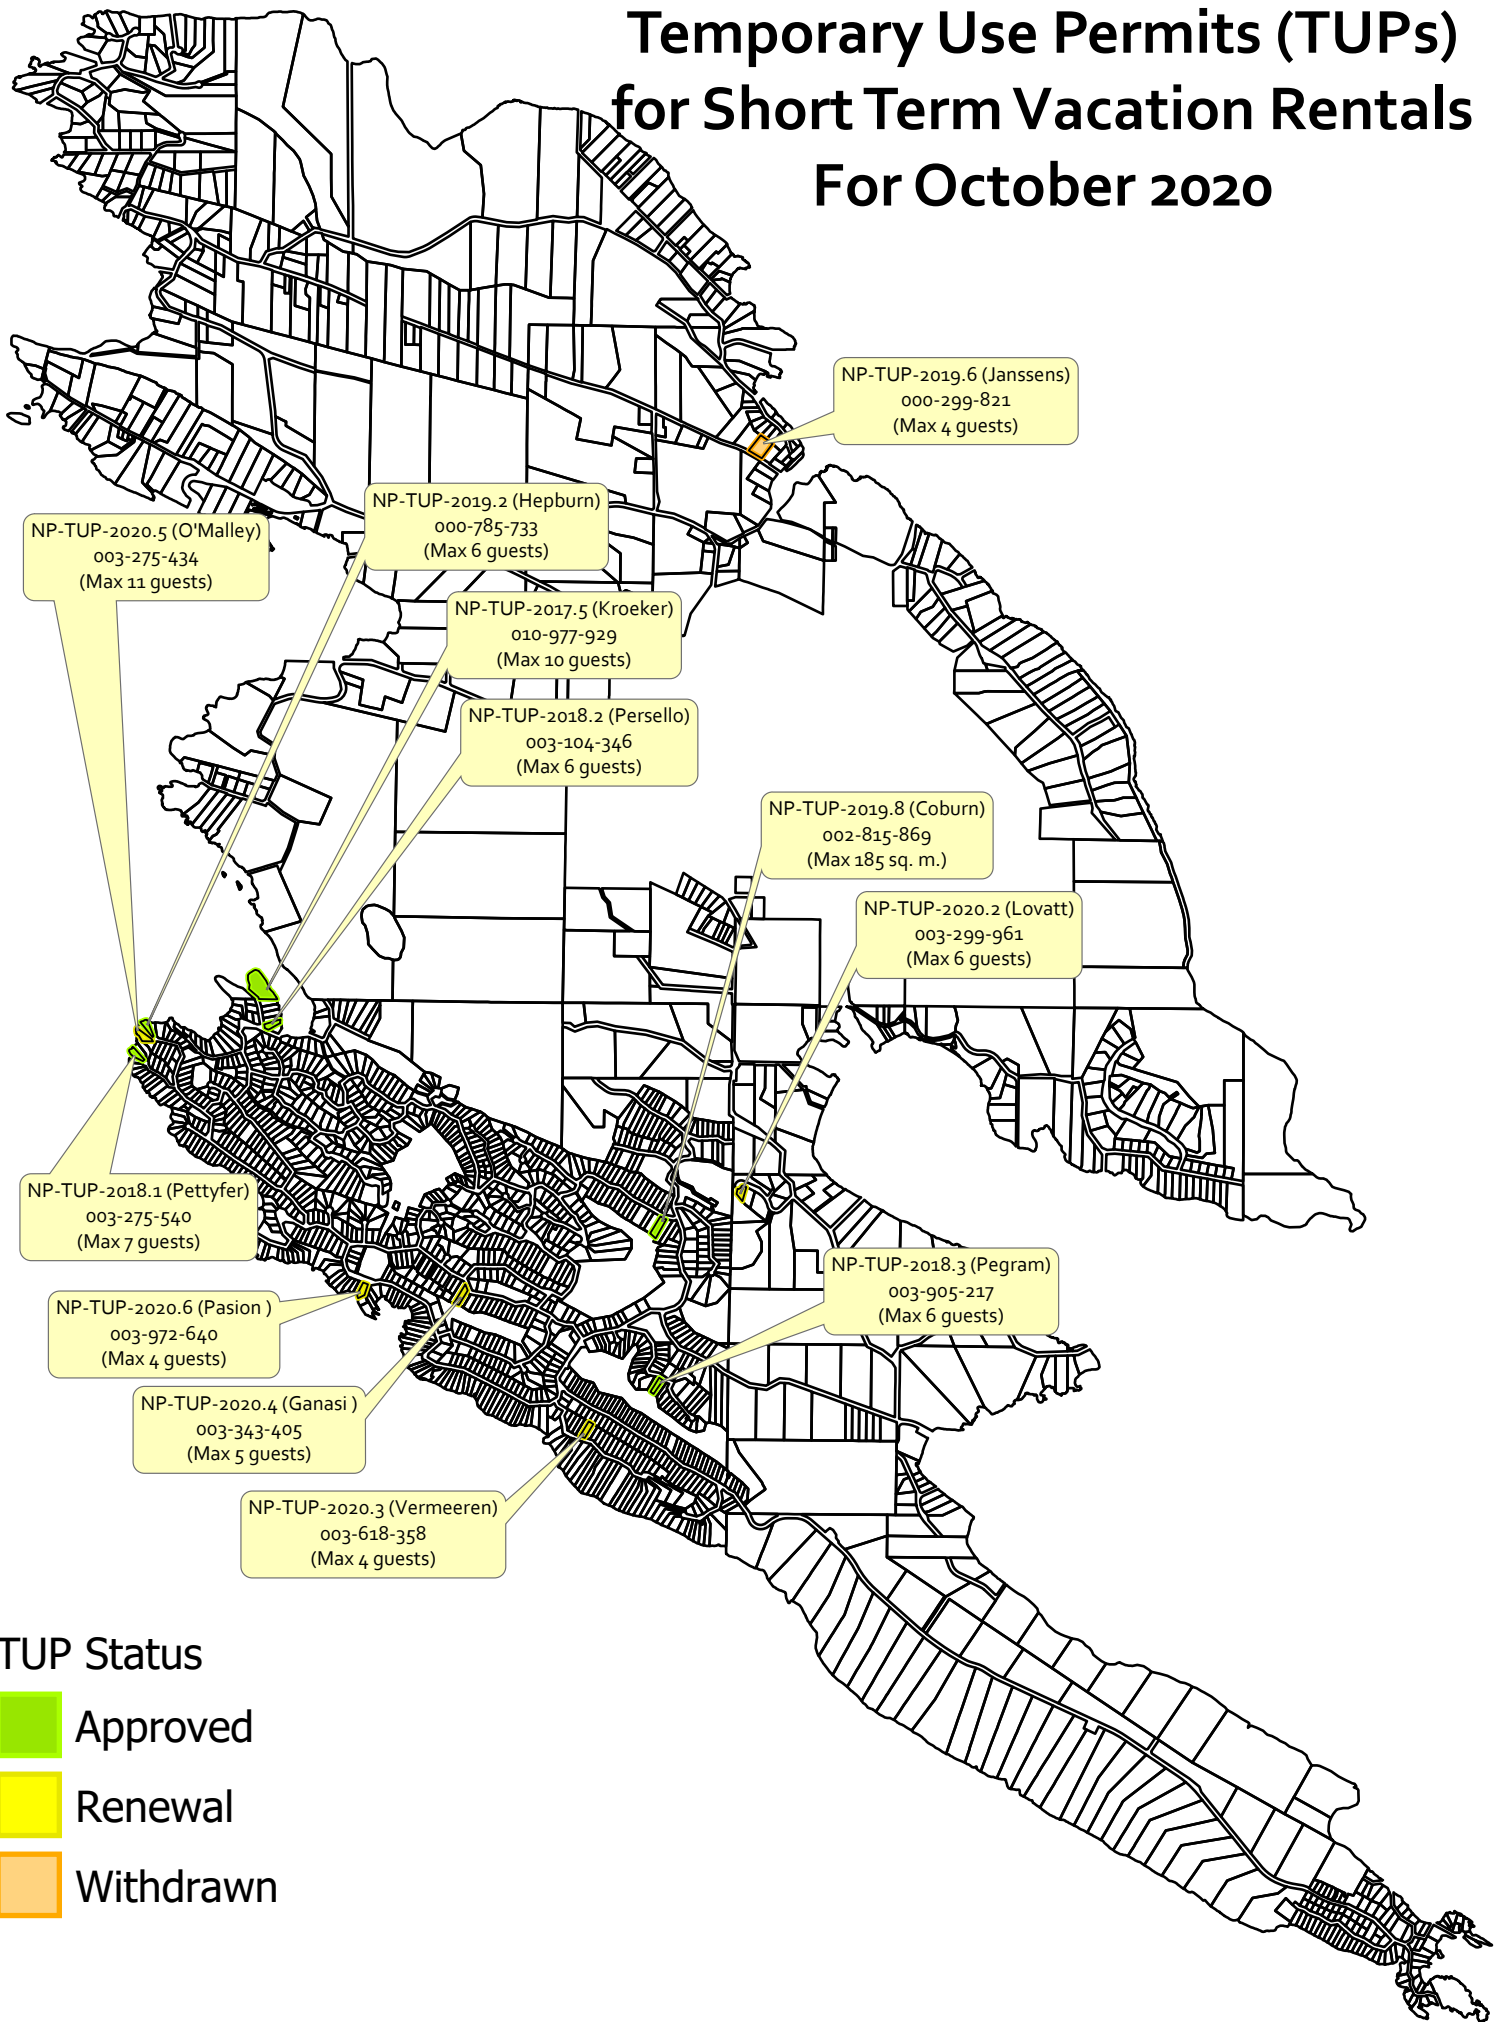 Temporary Use Permits (TUPs)
for Short Term Vacation Rentals
For October 2020
NP-TUP-2019.6 (Janssens)
000-299-821
(Max 4 guests)
NP-TUP-2019.2 (Hepburn)
000-785-733
(Max 6 guests)
NP-TUP-2020.5 (O'Malley)
003-275-434
(Max 11 guests)
NP-TUP-2017.5 (Kroeker)
010-977-929
(Max 10 guests)
NP-TUP-2018.2 (Persello)
003-104-346
(Max 6 guests)
NP-TUP-2019.8 (Coburn)
002-815-869
(Max 185 sq. m.)
NP-TUP-2020.2 (Lovatt)
003-299-961
(Max 6 guests)
NP-TUP-2018.1 (Pettyfer)
003-275-540
(Max 7 guests)
NP-TUP-2018.3 (Pegram)
003-905-217
(Max 6 guests)
NP-TUP-2020.6 (Pasion )
003-972-640
(Max 4 guests)
NP-TUP-2020.4 (Ganasi )
003-343-405
(Max 5 guests)
NP-TUP-2020.3 (Vermeeren)
003-618-358
(Max 4 guests)
TUP Status
Approved
Renewal
Withdrawn